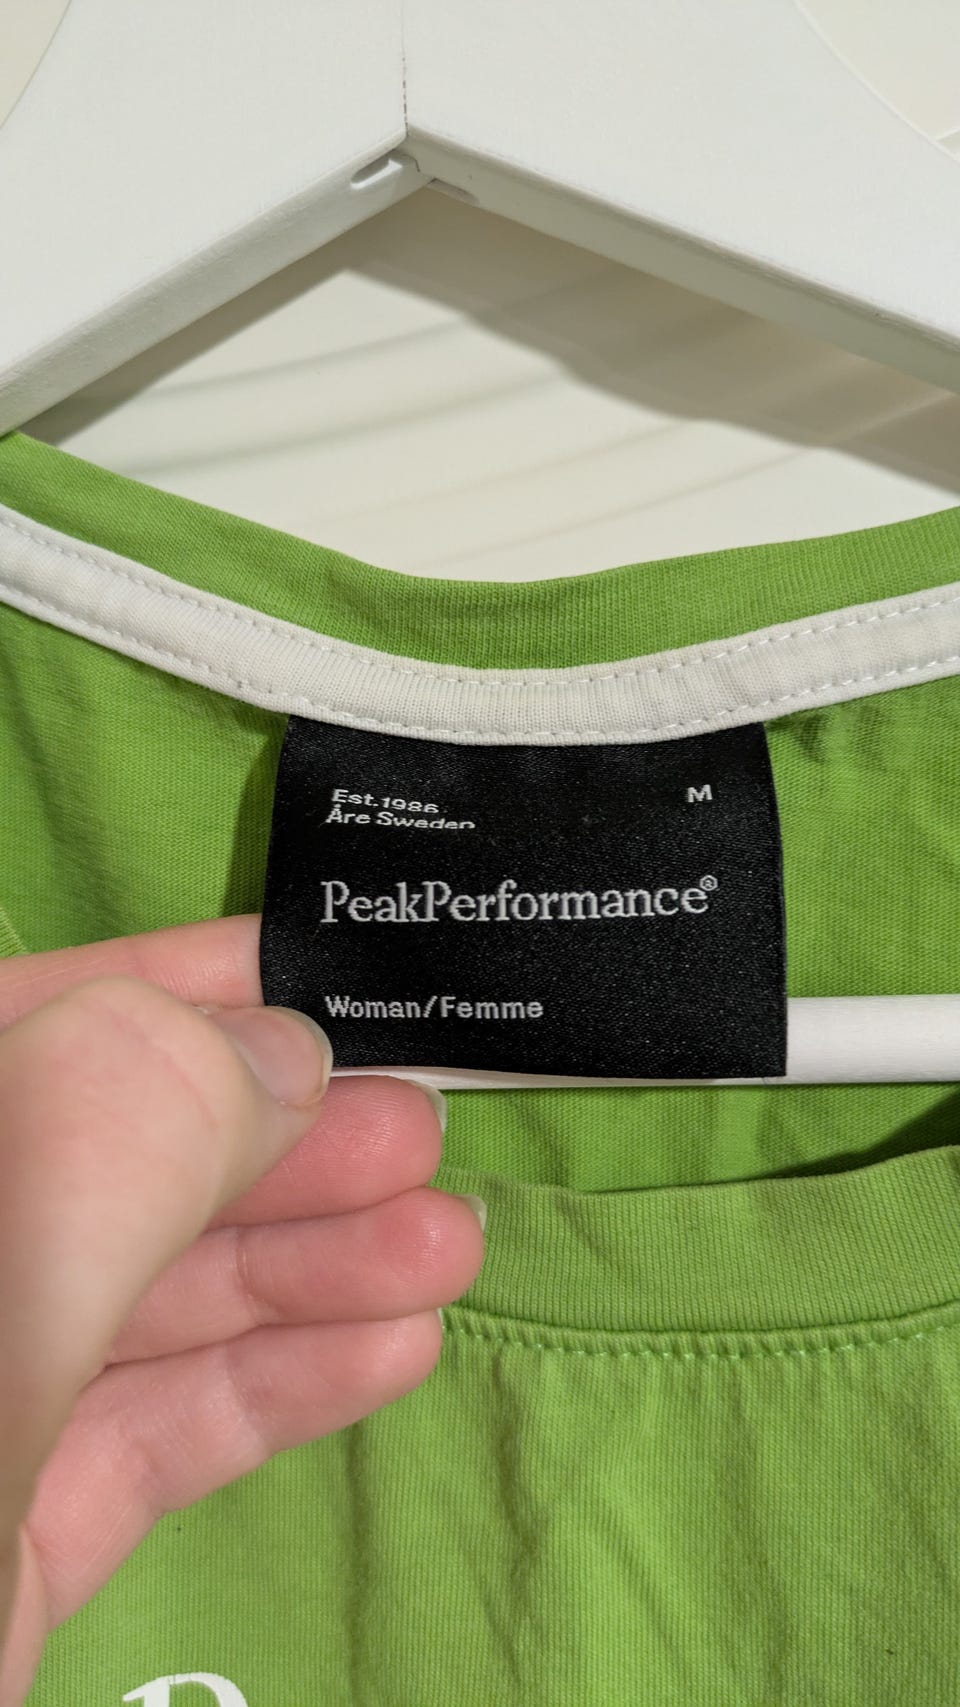 Est.1986
Åre Sweden
M
PeakPerformance®
Woman/Femme